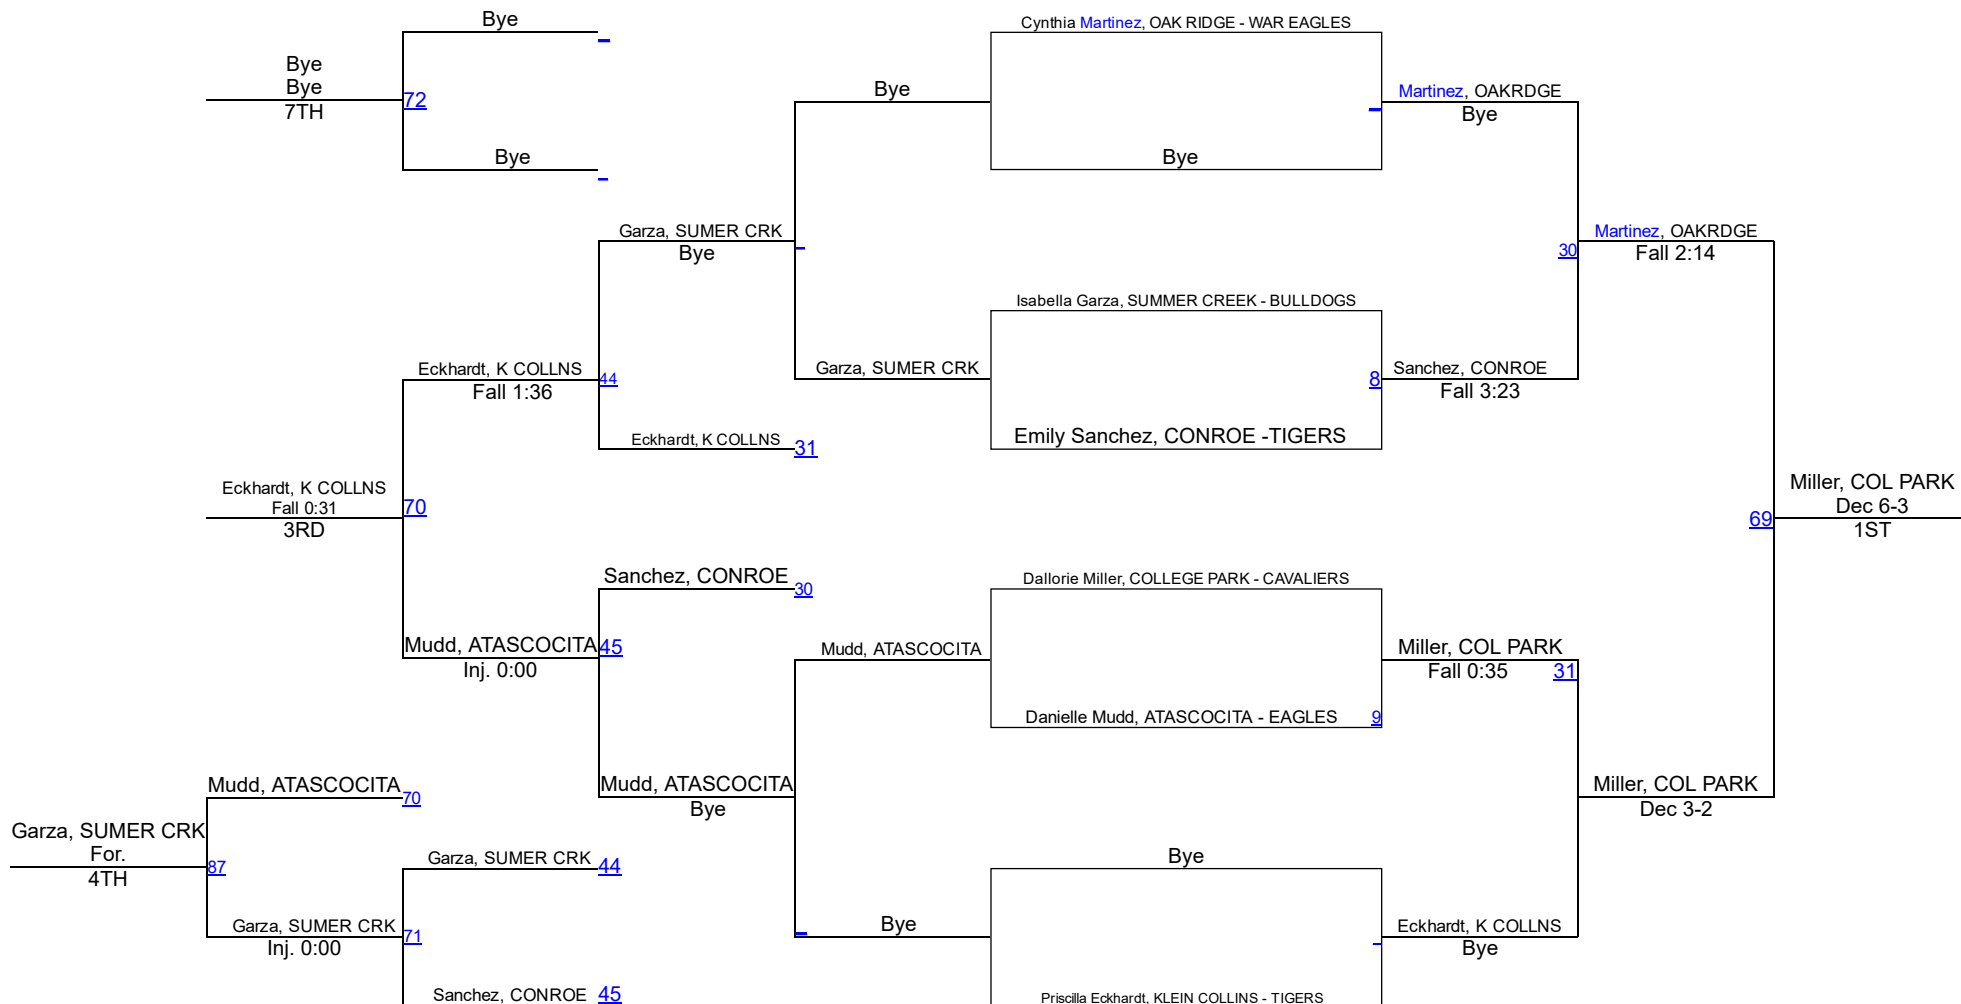 Bye
Cynthia Martinez, OAK RIDGE - WAR EAGLES
Bye
Bye
7TH
72
Bye
Martinez, OAKRDGE
Bye
Bye
Bye
Garza, SUMER CRK
Bye
Martinez, OAKRDGE
30
Fall 2:14
Isabella Garza, SUMMER CREEK - BULLDOGS
Eckhardt, K COLLNS
44
Fall 1:36
Garza, SUMER CRK
8
Sanchez, CONROE
Fall 3:23
Eckhardt, K COLLNS
31
Emily Sanchez, CONROE -TIGERS
Eckhardt, K COLLNS
Fall 0:31
3RD
70
Miller, COL PARK
Dec 6-3
1ST
69
Sanchez, CONROE
30
Dallorie Miller, COLLEGE PARK - CAVALIERS
Mudd, ATASCOCITA
45
Inj. 0:00
Mudd, ATASCOCITA
Miller, COL PARK
Fall 0:35
31
Danielle Mudd, ATASCOCITA - EAGLES
9
Mudd, ATASCOCITA
70
Mudd, ATASCOCITA
Bye
Miller, COL PARK
Dec 3-2
Garza, SUMER CRK
For.
4TH
87
Garza, SUMER CRK
44
Bye
Garza, SUMER CRK
71
Inj. 0:00
Bye
Eckhardt, K COLLNS
Bye
Sanchez, CONROE
45
Priscilla Eckhardt, KLEIN COLLINS - TIGERS